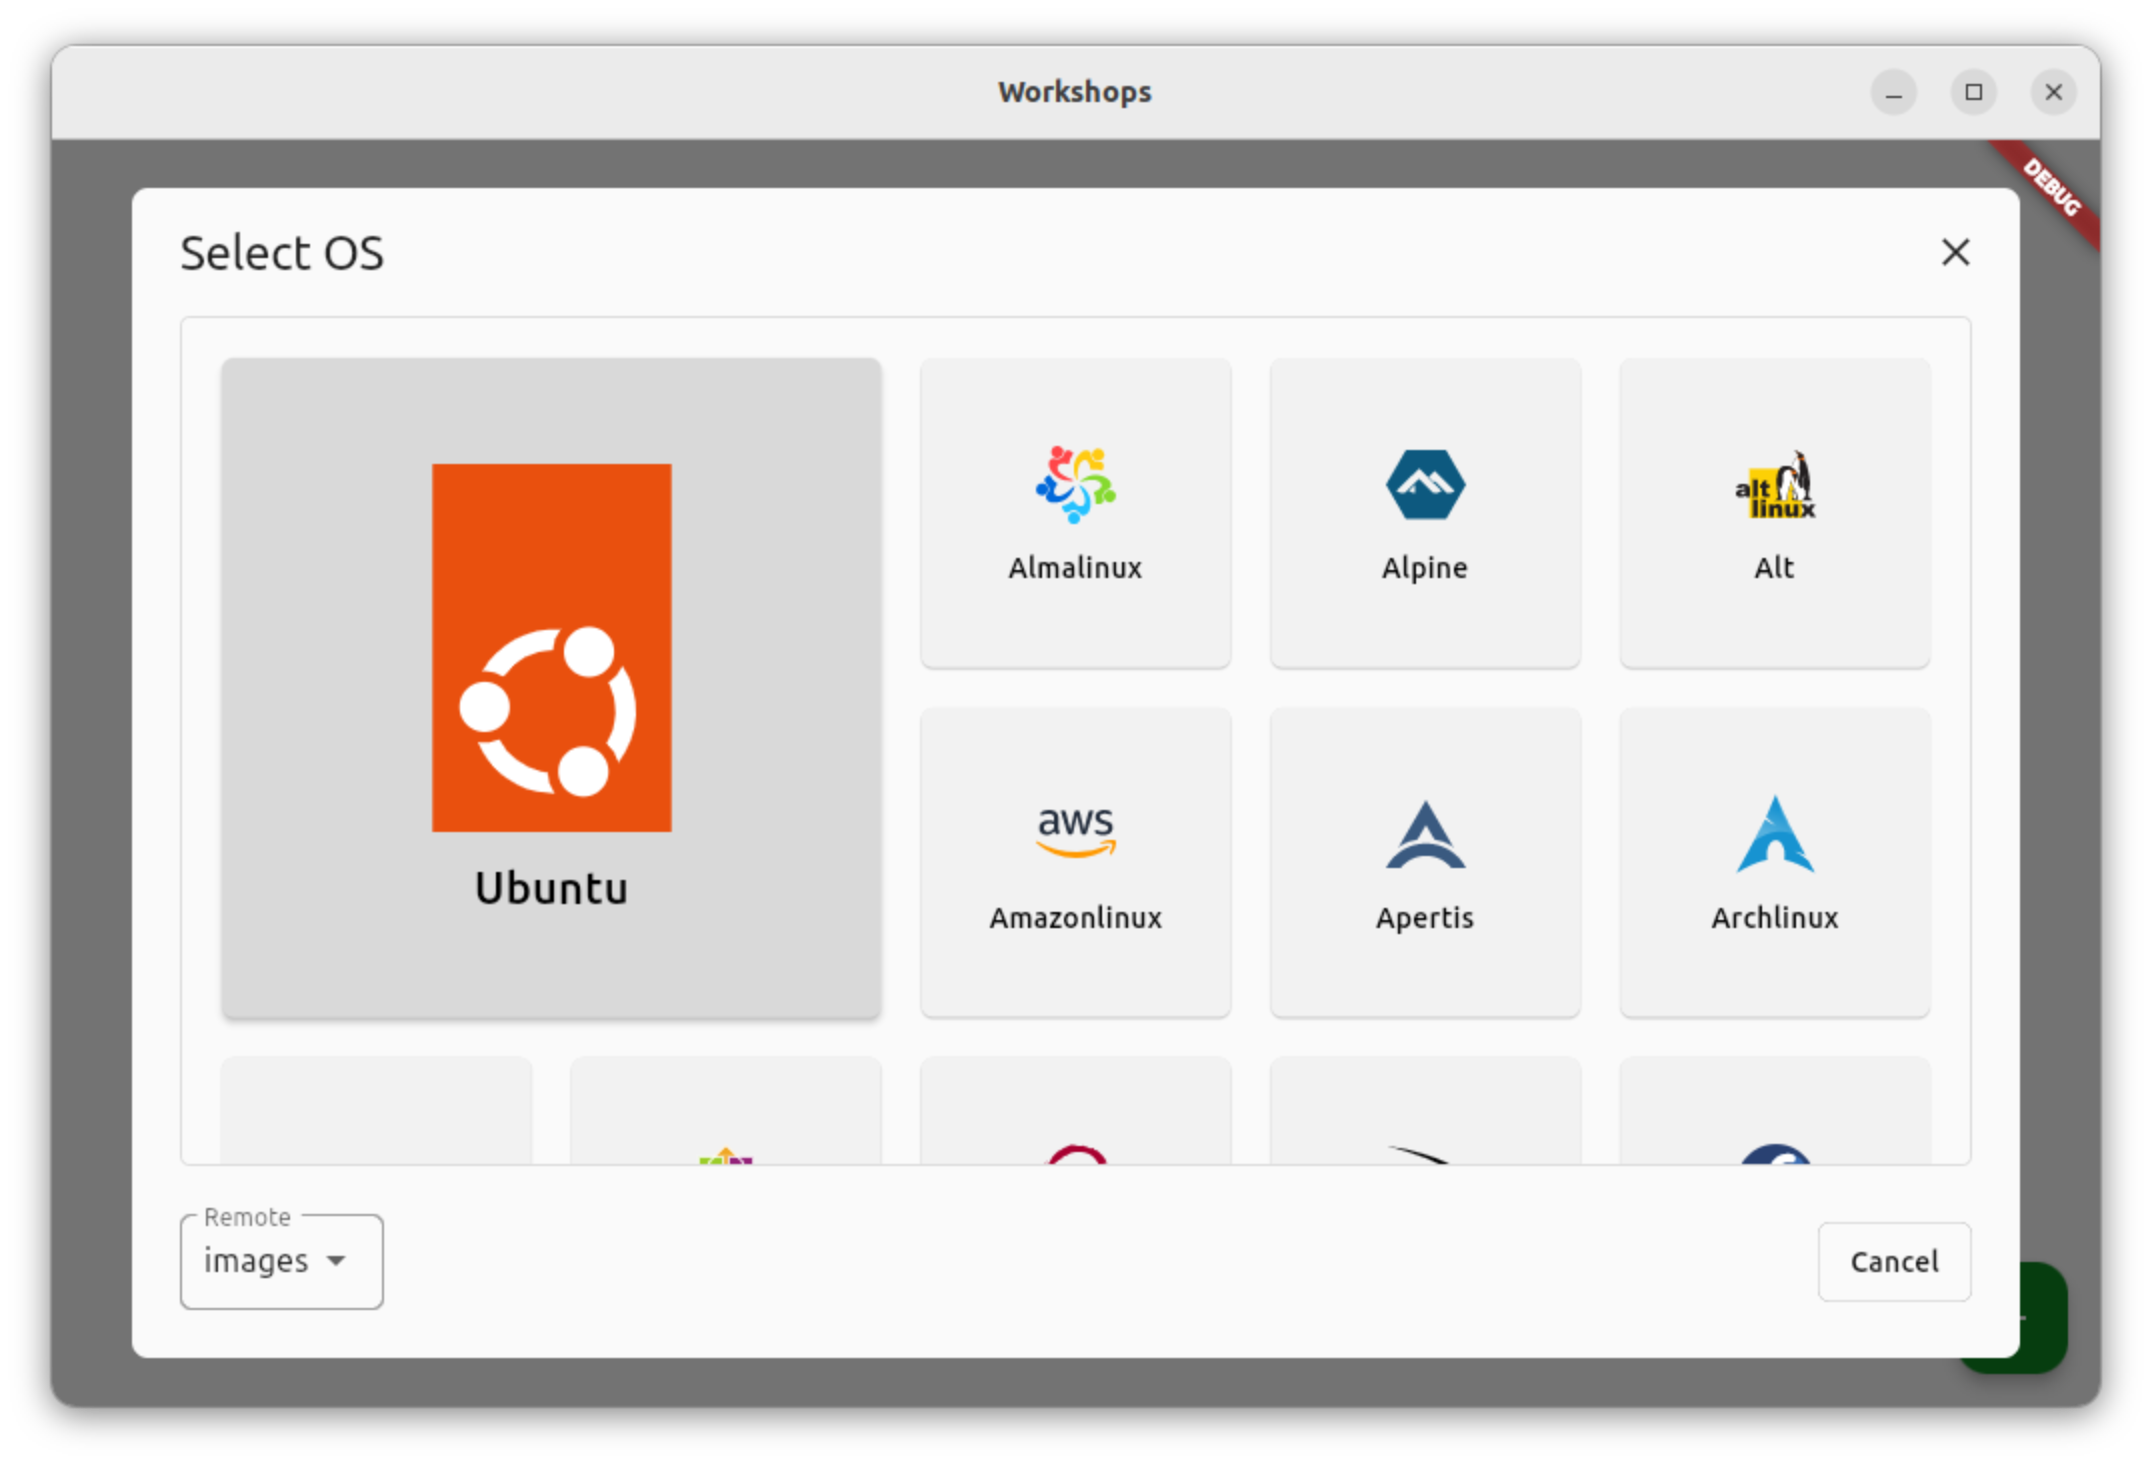 Workshops
DEBUG
Select OS
Ubuntu
alt
linux
Almalinux
Alpine
Alt
aws
Amazonlinux
Apertis
Archlinux
Remote
images
Cancel